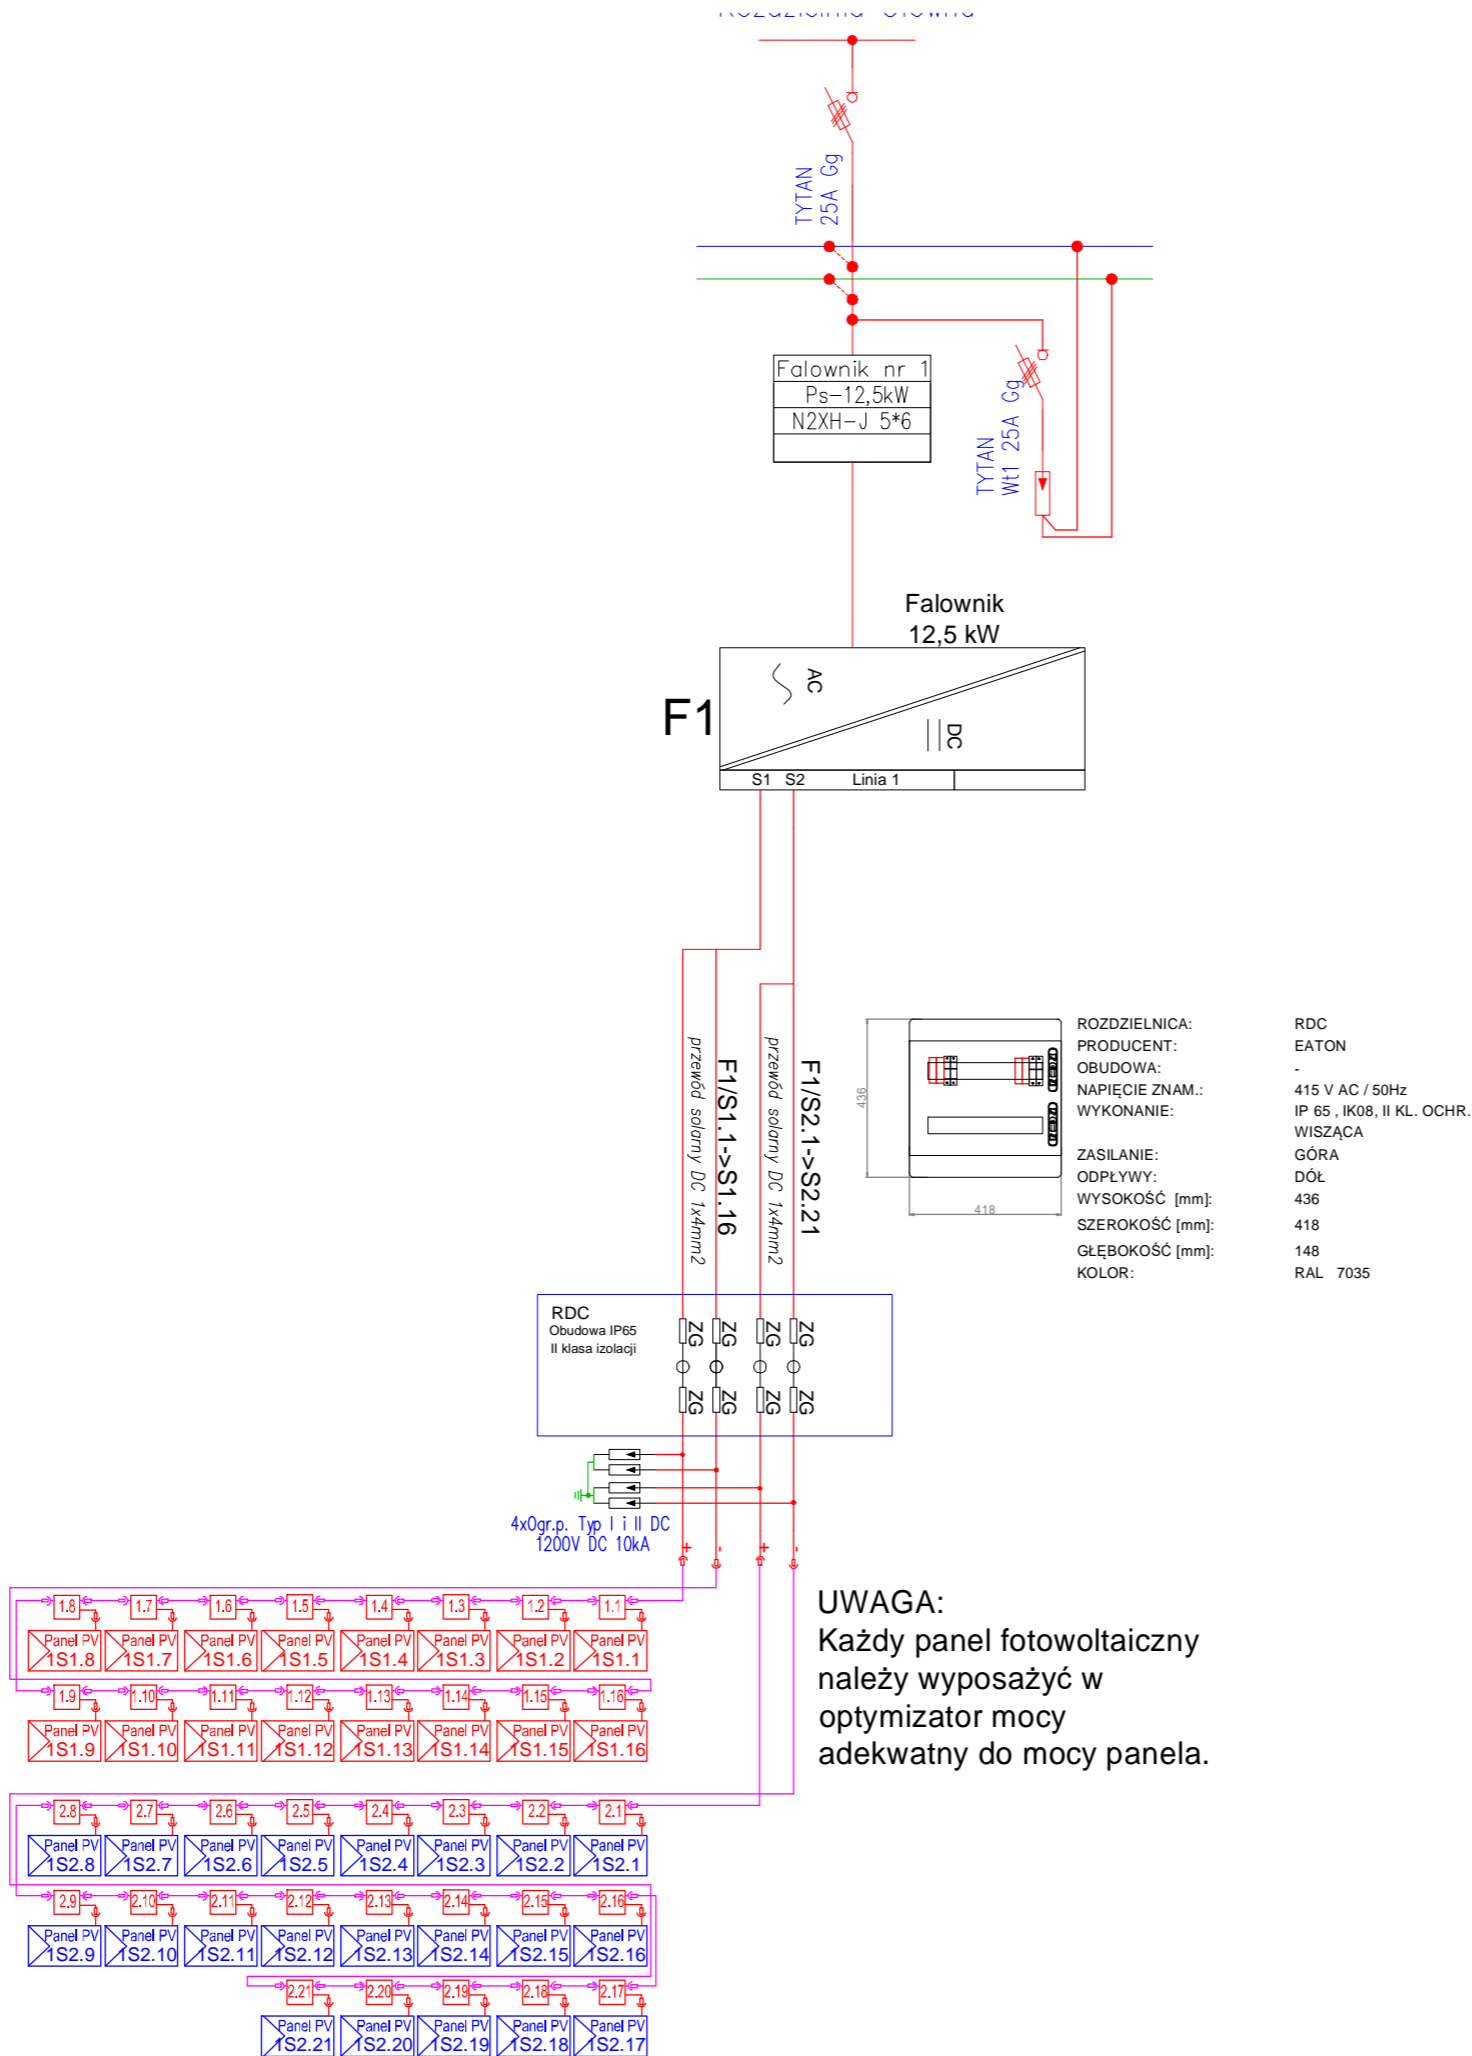 Rozdzielnia Główna
TYTAN
25A Gg
Falownik nr 1
Ps-12,5kW
N2XH-J 5*6
TYTAN
Wt1 25A Gg
Falownik
12,5 kW
F1
AC
DC
S1 S2 Linia 1
przewód solarny DC 1x4mm2
F1/S1.1->S1.16
przewód solarny DC 1x4mm2
F1/S2.1->S2.21
436
418
ROZDZIELNICA: RDC
PRODUCENT: EATON
OBUDOWA: -
NAPIĘCIE ZNAM.: 415 V AC / 50Hz
WYKONANIE: IP 65 , IK08, II KL. OCHR.
WISZĄCA
ZASILANIE: GÓRA
ODPŁYWY: DÓŁ
WYSOKOŚĆ [mm]: 436
SZEROKOŚĆ [mm]: 418
GŁĘBOKOŚĆ [mm]: 148
KOLOR: RAL 7035
RDC
Obudowa IP65
II klasa izolacji
ZG ZG ZG ZG
ZG ZG ZG ZG
4xOgr.p. Typ I i II DC
1200V DC 10kA
+ - + -
UWAGA:
Każdy panel fotowoltaiczny
należy wyposażyć w
optymizator mocy
adekwatny do mocy panela.
1.8 1.7 1.6 1.5 1.4 1.3 1.2 1.1
Panel PV Panel PV Panel PV Panel PV Panel PV Panel PV Panel PV Panel PV
1S1.8 1S1.7 1S1.6 1S1.5 1S1.4 1S1.3 1S1.2 1S1.1
1.9 1.10 1.11 1.12 1.13 1.14 1.15 1.16
Panel PV Panel PV Panel PV Panel PV Panel PV Panel PV Panel PV Panel PV
1S1.9 1S1.10 1S1.11 1S1.12 1S1.13 1S1.14 1S1.15 1S1.16
2.8 2.7 2.6 2.5 2.4 2.3 2.2 2.1
Panel PV Panel PV Panel PV Panel PV Panel PV Panel PV Panel PV Panel PV
1S2.8 1S2.7 1S2.6 1S2.5 1S2.4 1S2.3 1S2.2 1S2.1
2.9 2.10 2.11 2.12 2.13 2.14 2.15 2.16
Panel PV Panel PV Panel PV Panel PV Panel PV Panel PV Panel PV Panel PV
1S2.9 1S2.10 1S2.11 1S2.12 1S2.13 1S2.14 1S2.15 1S2.16
2.21 2.20 2.19 2.18 2.17
Panel PV Panel PV Panel PV Panel PV Panel PV
1S2.21 1S2.20 1S2.19 1S2.18 1S2.17